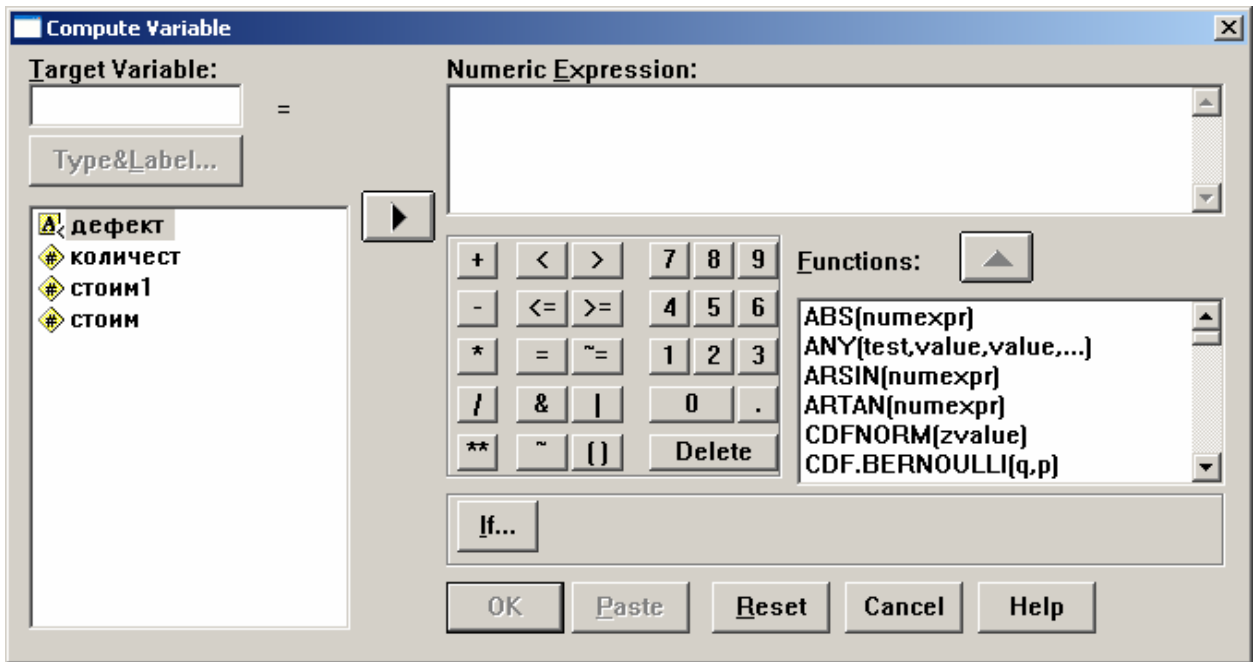 Compute Variable
Target Variable:
=
Type&Label...
дефект
количест
стоим1
стоим
Numeric Expression:
+ < > 7 8 9
- <= >= 4 5 6
* = ~= 1 2 3
/ & | 0 .
** ~ () Delete
Functions:
ABS(numexpr)
ANY(test,value,value,...)
ARSIN(numexpr)
ARTAN(numexpr)
CDFNORM(zvalue)
CDF.BERNOULLI(q,p)
If...
OK Paste Reset Cancel Help